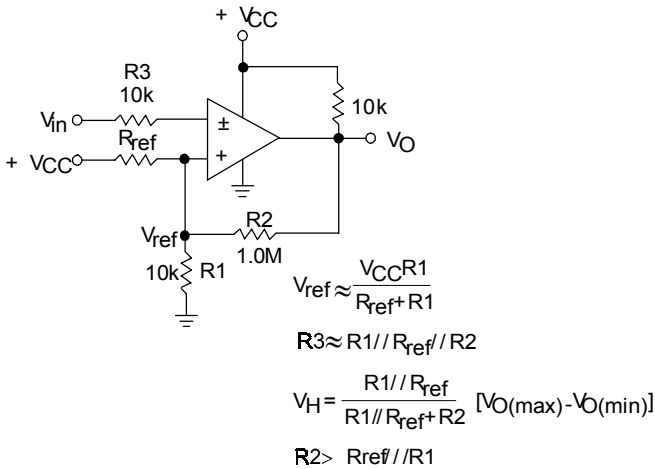 + VCC
R3
10k
10k
Vin
±
Rref
+ VCC
+
VO
R2
Vref
1.0M
10k
R1
Vref ≈ VCCR1
Rref+R1
R3≈ R1//Rref//R2
VH= R1//Rref
R1//Rref+R2 [VO(max)-VO(min)]
R2> Rref///R1